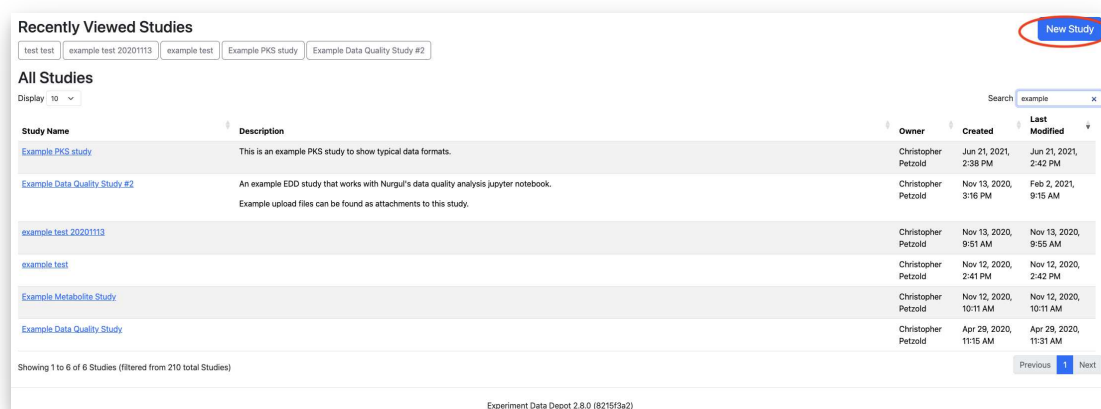 Recently Viewed Studies
New Study
test test
example test 20201113
example test
Example PKS study
Example Data Quality Study #2
All Studies
Display 10
Search example x
Study Name Description Owner Created Last Modified
Example PKS study This is an example PKS study to show typical data formats. Christopher Petzold Jun 21, 2021, 2:38 PM Jun 21, 2021, 2:42 PM
Example Data Quality Study #2 An example EDD study that works with Nurgul's data quality analysis jupyter notebook. Christopher Petzold Nov 13, 2020, 3:16 PM Feb 2, 2021, 9:15 AM
Example upload files can be found as attachments to this study.
example test 20201113 Christopher Petzold Nov 13, 2020, 9:51 AM Nov 13, 2020, 9:55 AM
example test Christopher Petzold Nov 12, 2020, 2:41 PM Nov 12, 2020, 2:42 PM
Example Metabolite Study Christopher Petzold Nov 12, 2020, 10:11 AM Nov 12, 2020, 10:11 AM
Example Data Quality Study Christopher Petzold Apr 29, 2020, 11:15 AM Apr 29, 2020, 11:31 AM
Showing 1 to 6 of 6 Studies (filtered from 210 total Studies)
Previous 1 Next
Experiment Data Depot 2.8.0 (8215f3a2)